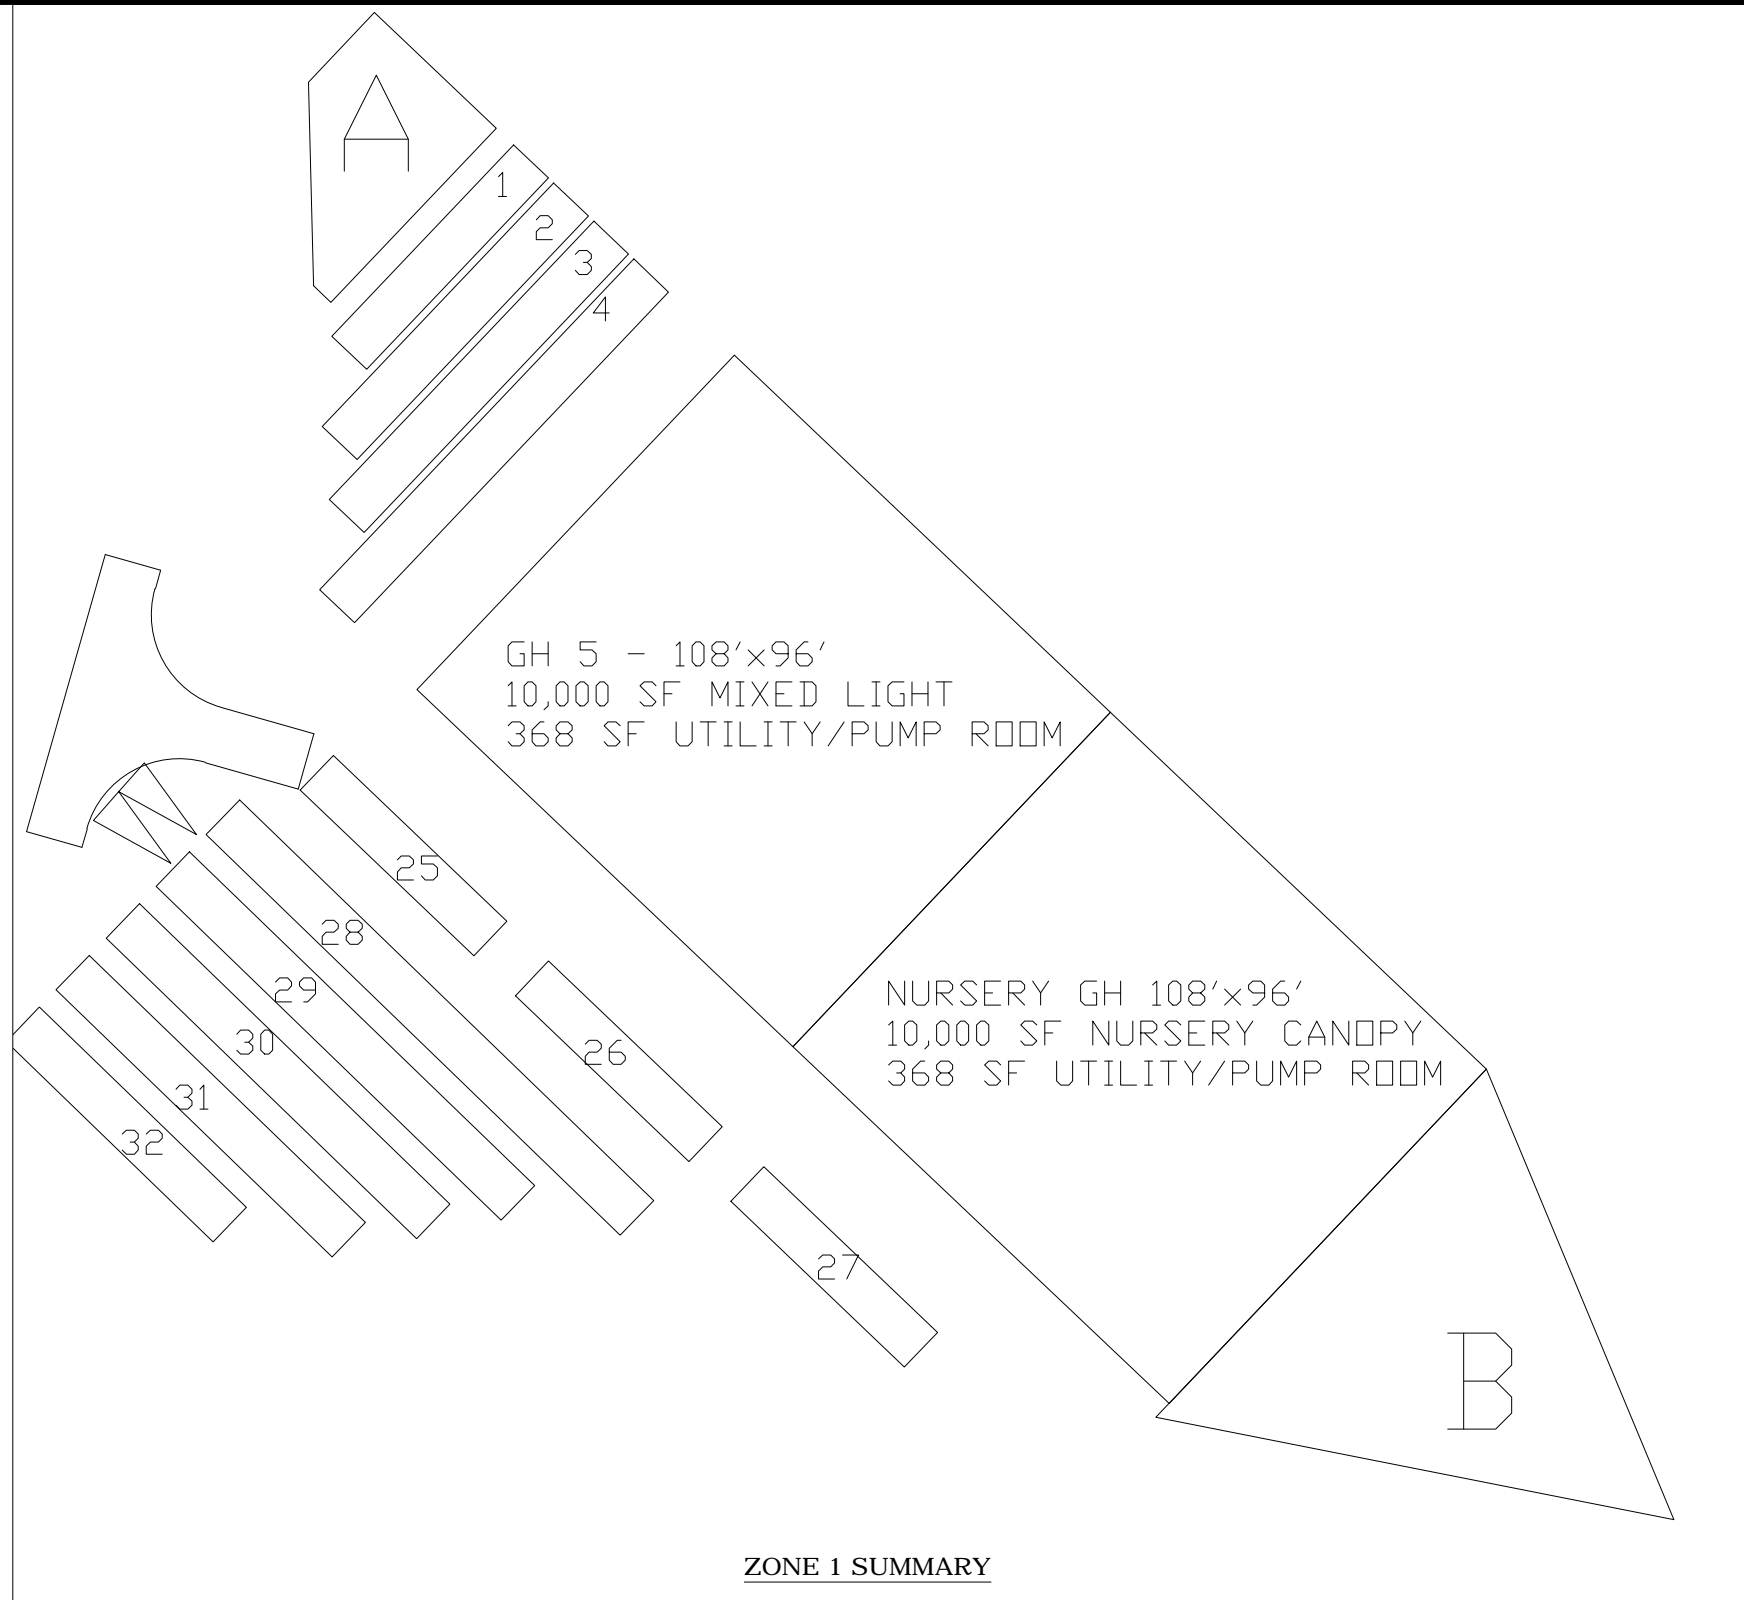 A
1
2
3
4
GH 5 - 108'x96'
10,000 SF MIXED LIGHT
368 SF UTILITY/PUMP ROOM
25
28
29
26
30
NURSERY GH 108'x96'
10,000 SF NURSERY CANOPY
368 SF UTILITY/PUMP ROOM
31
32
27
B
ZONE 1 SUMMARY